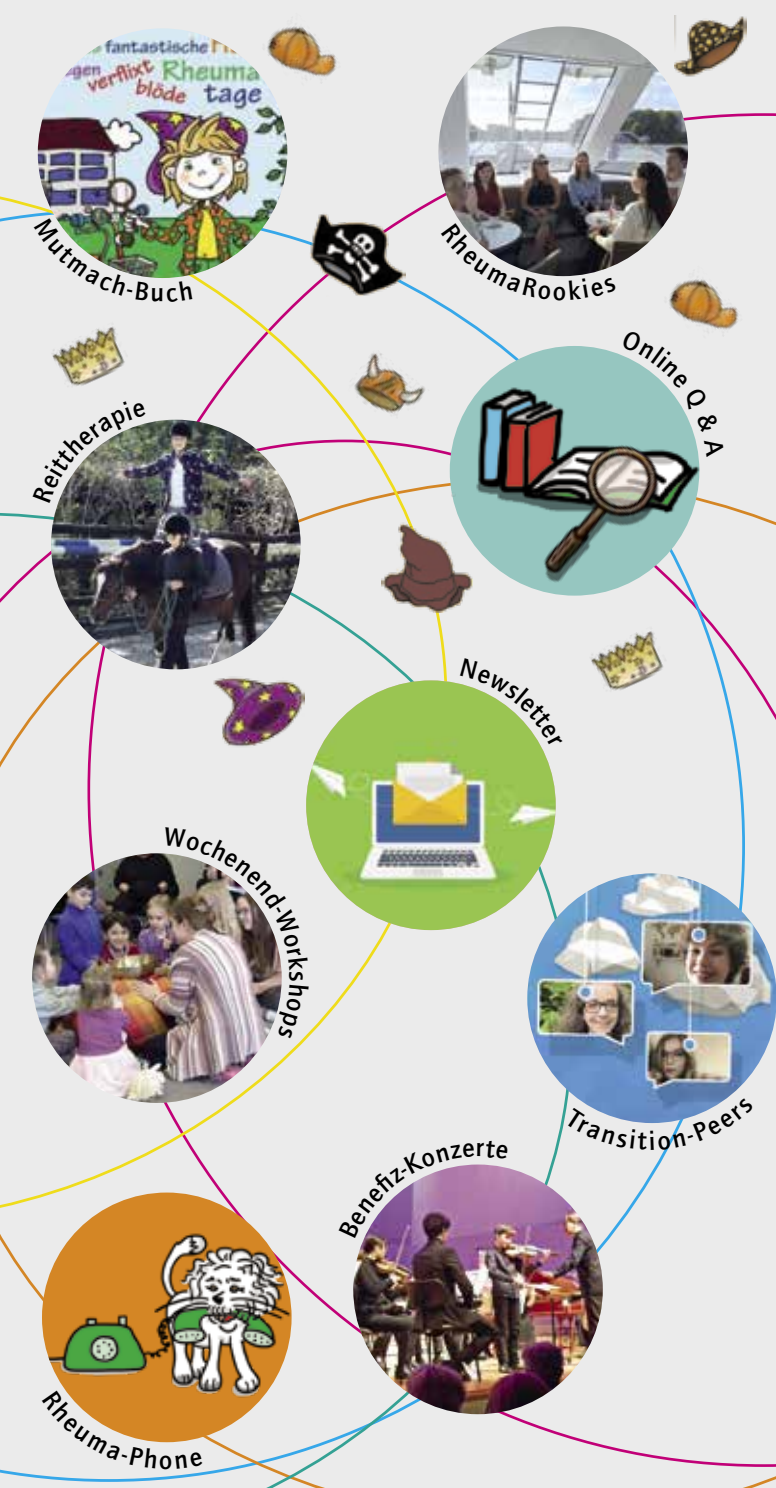 fantastische
verflixt Rheuma
blöde tage
Mutmach-Buch
RheumaRookies
Online Q & A
Reittherapie
Newsletter
Wochenend-Workshops
Transition-Peers
Benefiz-Konzerte
Rheuma-Phone